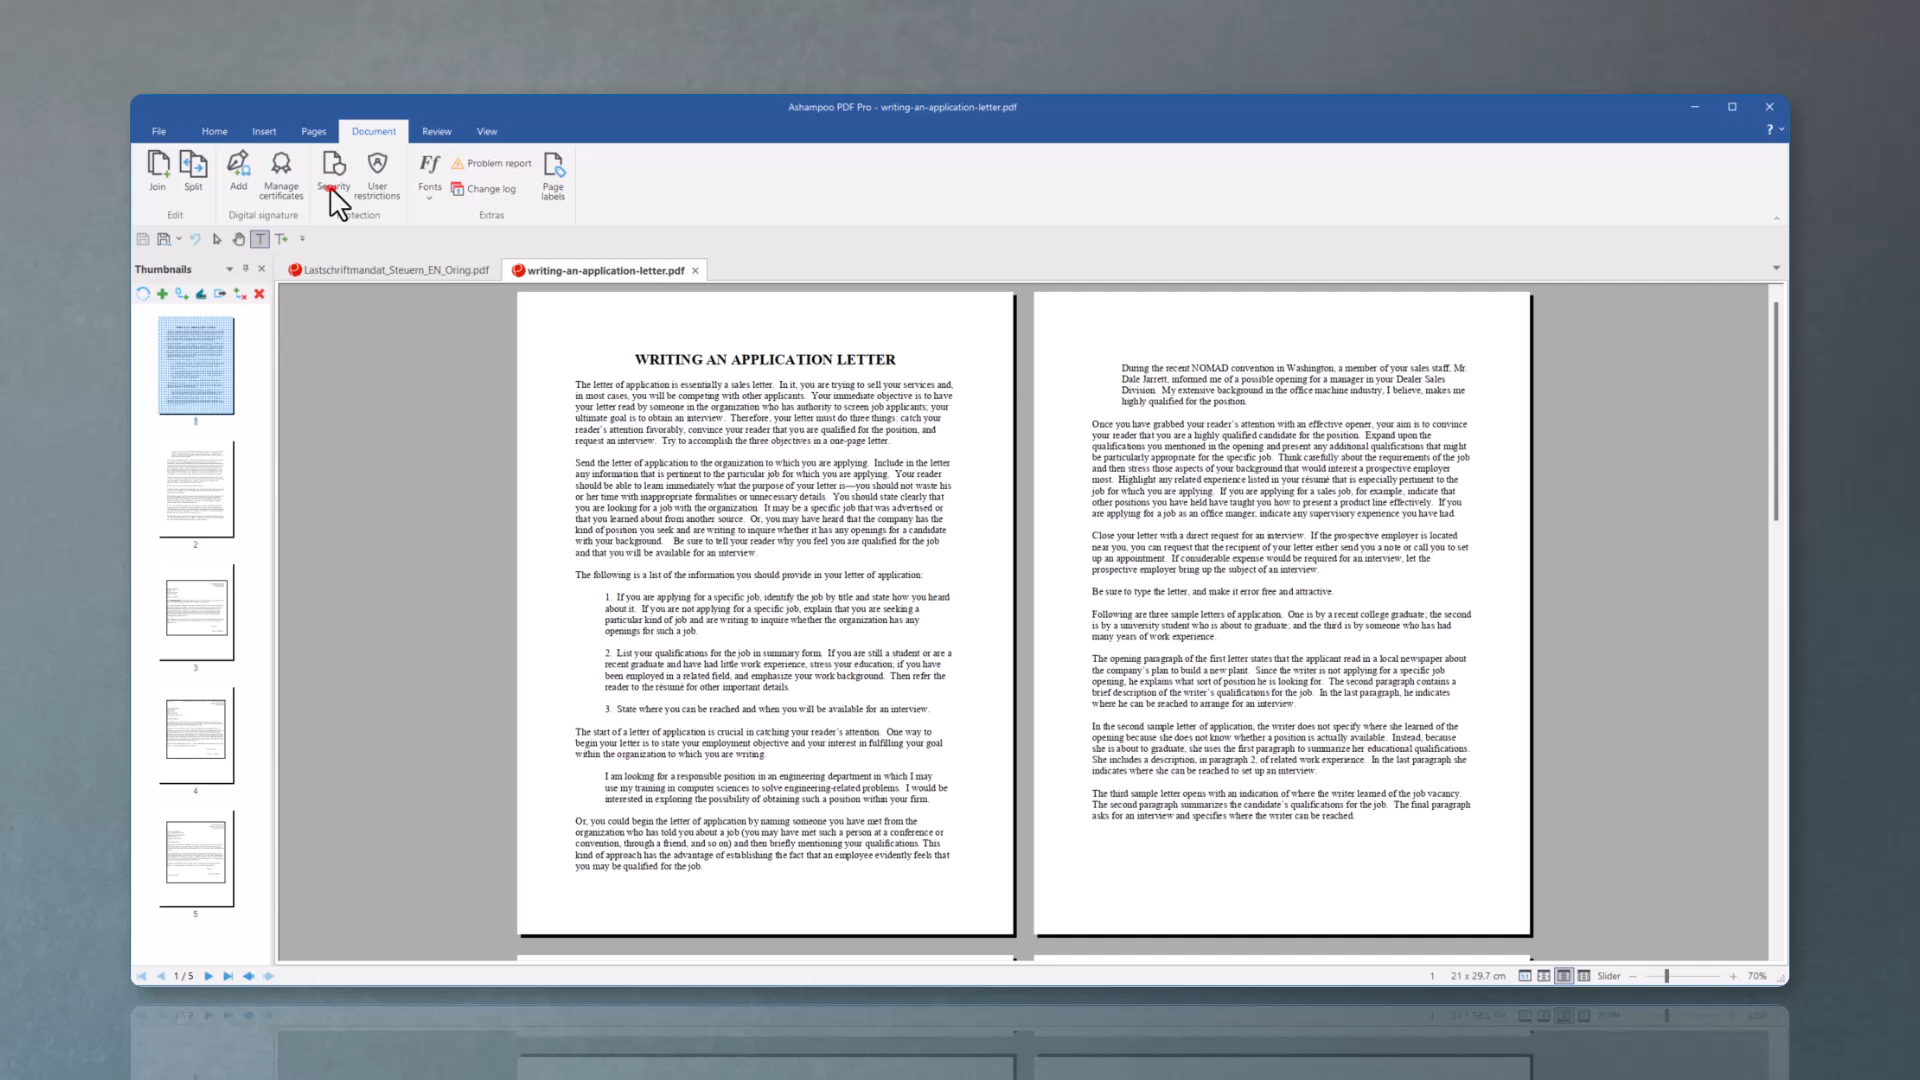 Ashampoo PDF Pro - writing-an-application-letter.pdf
File Home Insert Pages Document Review View
?
Join Split Add Manage certificates Security User restrictions Ff Fonts Problem report Change log Page labels
Edit Digital signature Extras
Thumbnails
Lastschriftmandat_Steuern_EN_Oring.pdf
writing-an-application-letter.pdf
WRITING AN APPLICATION LETTER
The letter of application is essentially a sales letter. In it, you are trying to sell your services and,
in most cases, you will be competing with other applicants. Your immediate objective is to have
your letter read by someone in the organization who has authority to screen job applicants; your
ultimate goal is to obtain an interview. Therefore, your letter must do three things: catch your
reader's attention favorably, convince your reader that you are qualified for the position, and
request an interview. Try to accomplish the three objectives in a one-page letter.
Send the letter of application to the organization to which you are applying. Include in the letter
any information that is pertinent to the particular job for which you are applying. Your reader
should be able to learn immediately what the purpose of your letter is—you should not waste his
or her time with inappropriate formalities or unnecessary details. You should state clearly that
you are looking for a job with the organization. It may be a specific job that was advertised or
that you learned about from another source. Or, you may have heard that the company has the
kind of position you seek and are writing to inquire whether it has any openings for a candidate
with your background. Be sure to tell your reader why you feel you are qualified for the job
and that you will be available for an interview.
The following is a list of the information you should provide in your letter of application:
1. If you are applying for a specific job, identify the job by title and state how you heard
about it. If you are not applying for a specific job, explain that you are seeking a
particular kind of job and are writing to inquire whether the organization has any
openings for such a job.
2. List your qualifications for the job in summary form. If you are still a student or are a
recent graduate and have had little work experience, stress your education; if you have
been employed in a related field, and emphasize your work background. Then refer the
reader to the résumé for other important details.
3. State where you can be reached and when you will be available for an interview.
The start of a letter of application is crucial in catching your reader's attention. One way to
begin your letter is to state your employment objective and your interest in fulfilling your goal
within the organization to which you are writing.
I am looking for a responsible position in an engineering department in which I may
use my training in computer sciences to solve engineering-related problems. I would be
interested in exploring the possibility of obtaining such a position within your firm.
Or, you could begin the letter of application by naming someone you have met from the
organization who has told you about a job (you may have met such a person at a conference or
convention, through a friend, and so on) and then briefly mentioning your qualifications. This
kind of approach has the advantage of establishing the fact that an employee evidently feels that
you may be qualified for the job.
During the recent NOMAD convention in Washington, a member of your sales staff, Mr.
Dale Jarrett, informed me of a possible opening for a manager in your Dealer Sales
Division. My extensive background in the office machine industry, I believe, makes me
highly qualified for the position.
Once you have grabbed your reader's attention with an effective opener, your aim is to convince
your reader that you are a highly qualified candidate for the position. Expand upon the
qualifications you mentioned in the opening and present any additional qualifications that might
be particularly appropriate for the specific job. Think carefully about the requirements of the job
and then stress those aspects of your background that would interest a prospective employer
most. Highlight any related experience listed in your résumé that is especially pertinent to the
job for which you are applying. If you are applying for a sales job, for example, indicate that
other positions you have held have taught you how to present a product line effectively. If you
are applying for a job as an office manger, indicate any supervisory experience you have had.
Close your letter with a direct request for an interview. If the prospective employer is located
near you, you can request that the recipient of your letter either send you a note or call you to set
up an appointment. If considerable expense would be required for an interview, let the
prospective employer bring up the subject of an interview.
Be sure to type the letter, and make it error free and attractive.
Following are three sample letters of application. One is by a recent college graduate; the second
is by a university student who is about to graduate; and the third is by someone who has had
many years of work experience.
The opening paragraph of the first letter states that the applicant read in a local newspaper about
the company's plan to build a new plant. Since the writer is not applying for a specific job
opening, he explains what sort of position he is looking for. The second paragraph contains a
brief description of the writer's qualifications for the job. In the last paragraph, he indicates
where he can be reached to arrange for an interview.
In the second sample letter of application, the writer does not specify where she learned of the
opening because she does not know whether a position is actually available. Instead, because
she is about to graduate, she uses the first paragraph to summarize her educational qualifications.
She includes a description, in paragraph 2, of related work experience. In the last paragraph she
indicates where she can be reached to set up an interview.
The third sample letter opens with an indication of where the writer learned of the job vacancy.
The second paragraph summarizes the candidate's qualifications for the job. The final paragraph
asks for an interview and specifies where the writer can be reached.
1
2
3
4
5
1 / 5
1 21 x 29.7 cm Slider 70%